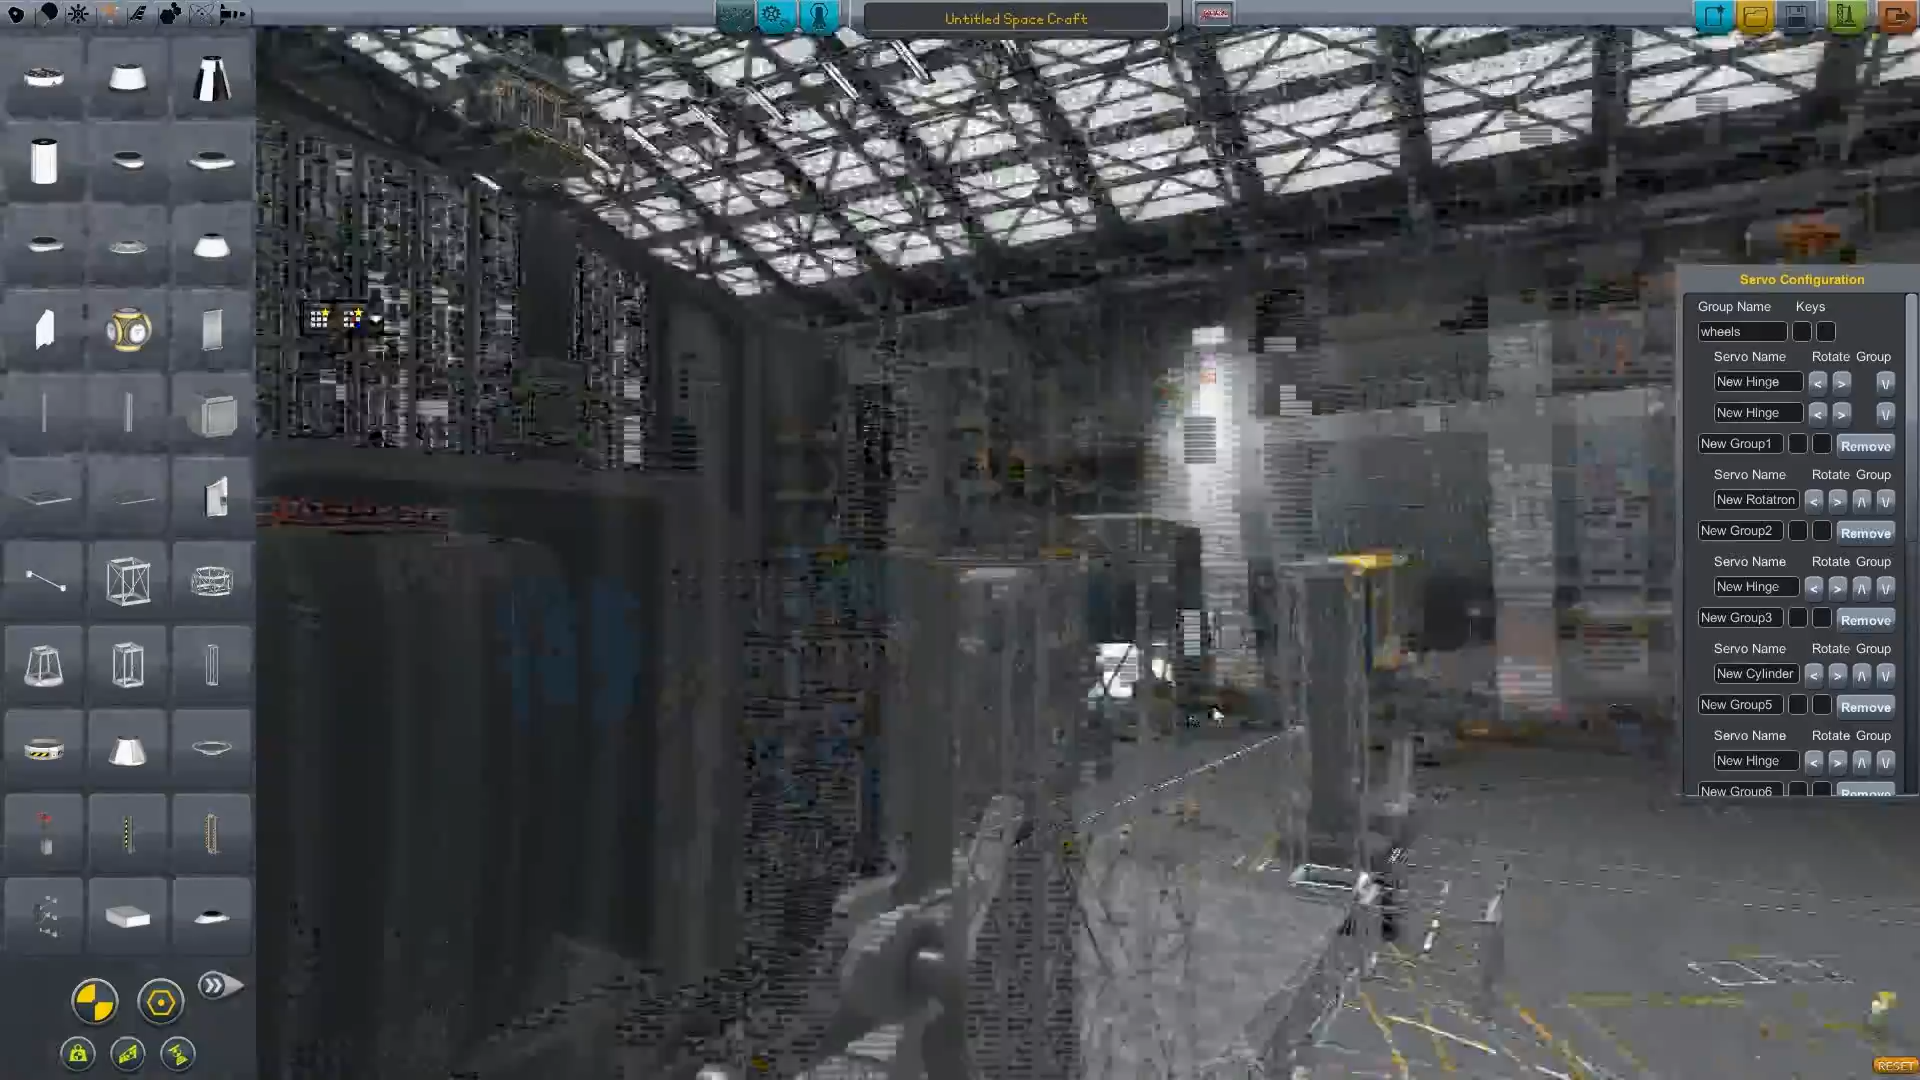 Untitled Space Craft
Servo Configuration
Group Name Keys
wheels
Servo Name Rotate Group
New Hinge < > \/
New Hinge < > \/
New Group1 Remove
Servo Name Rotate Group
New Rotatron < > /\ \/
New Group2 Remove
Servo Name Rotate Group
New Hinge < > /\ \/
New Group3 Remove
Servo Name Rotate Group
New Cylinder < > /\ \/
New Group5 Remove
Servo Name Rotate Group
New Hinge < > /\ \/
New Group6 Remove
RESET